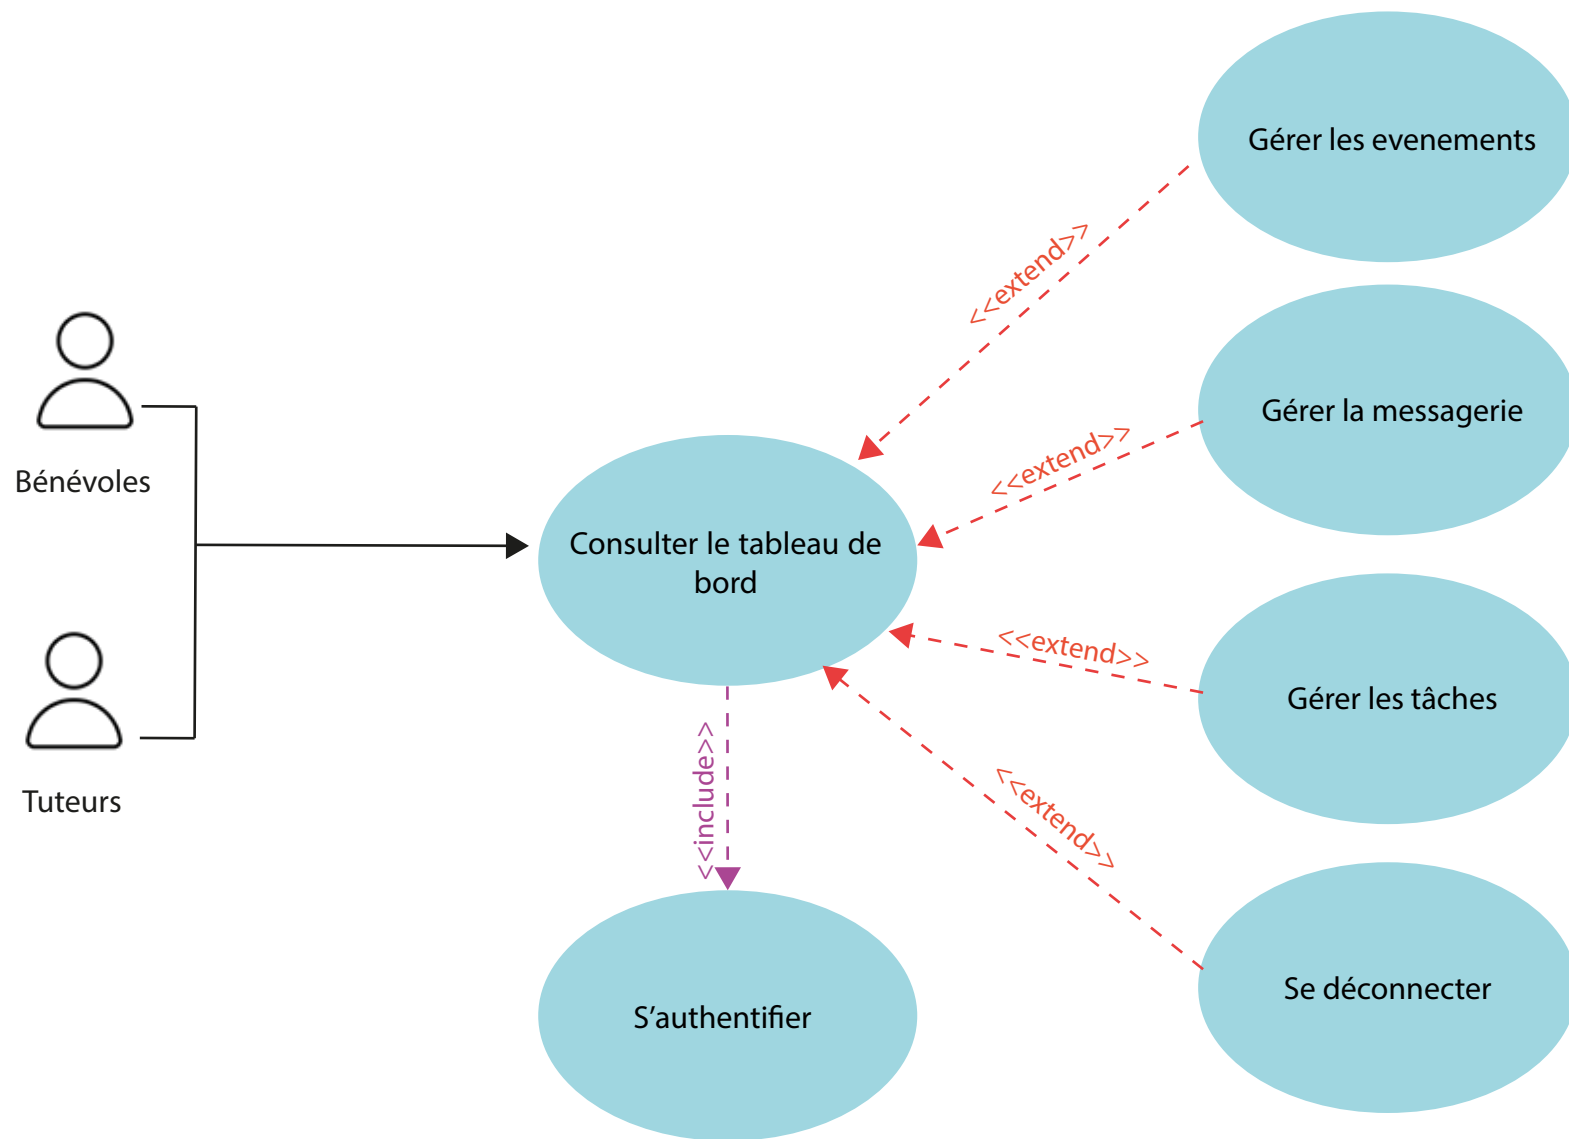 Gérer les evenements
<<extend>>
Gérer la messagerie
<<extend>>
Bénévoles
Consulter le tableau de
bord
<<extend>>
Gérer les tâches
<<include>>
<<extend>>
Tuteurs
Se déconnecter
S’authentifier